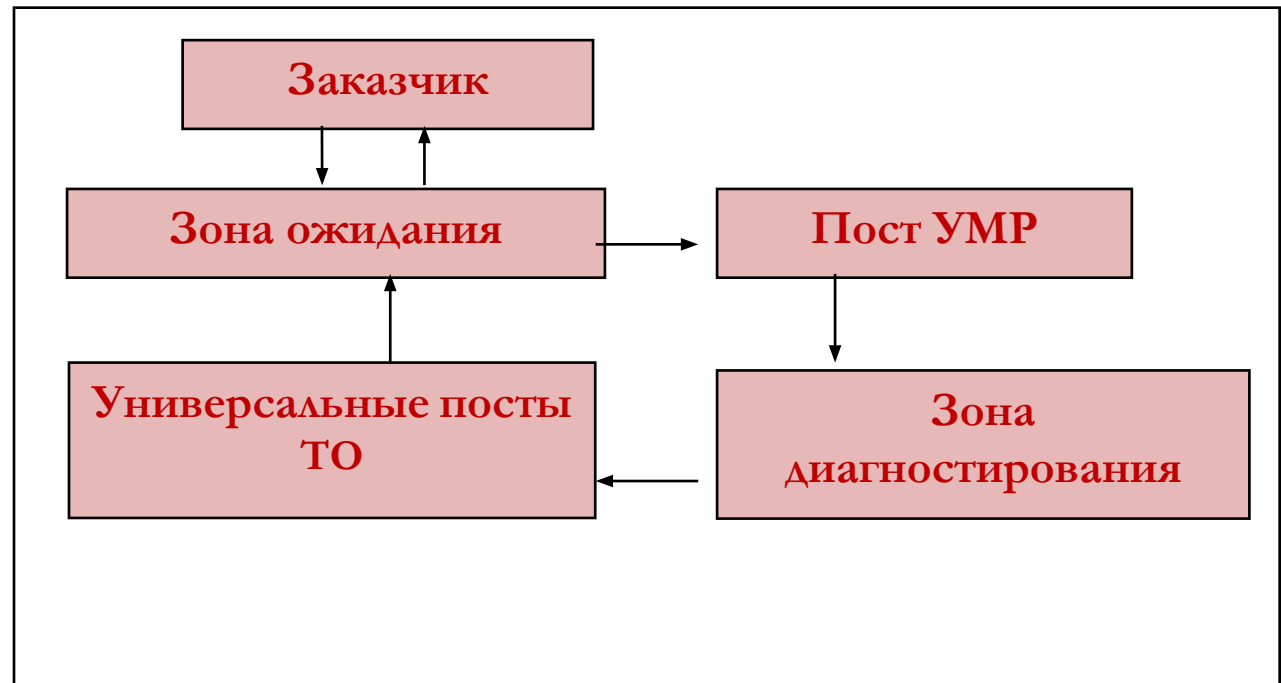 Заказчик
Зона ожидания
Пост УМР
Универсальные посты
ТО
Зона
диагностирования